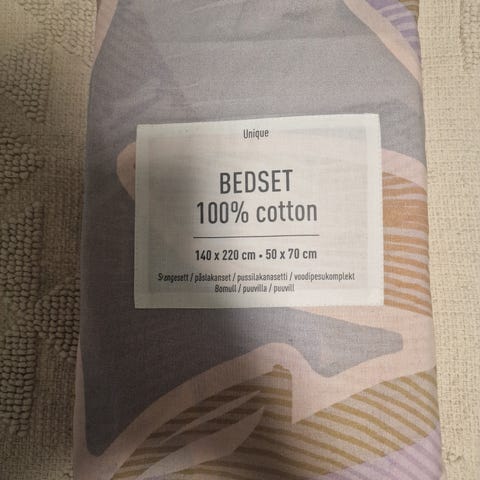 Unique
BEDSET
100% cotton
140 x 220 cm • 50 x 70 cm
Sengesett / påslakanset / pussilakanasetti / voodipesukomplekt
Bomull / puuvilla / puuvill